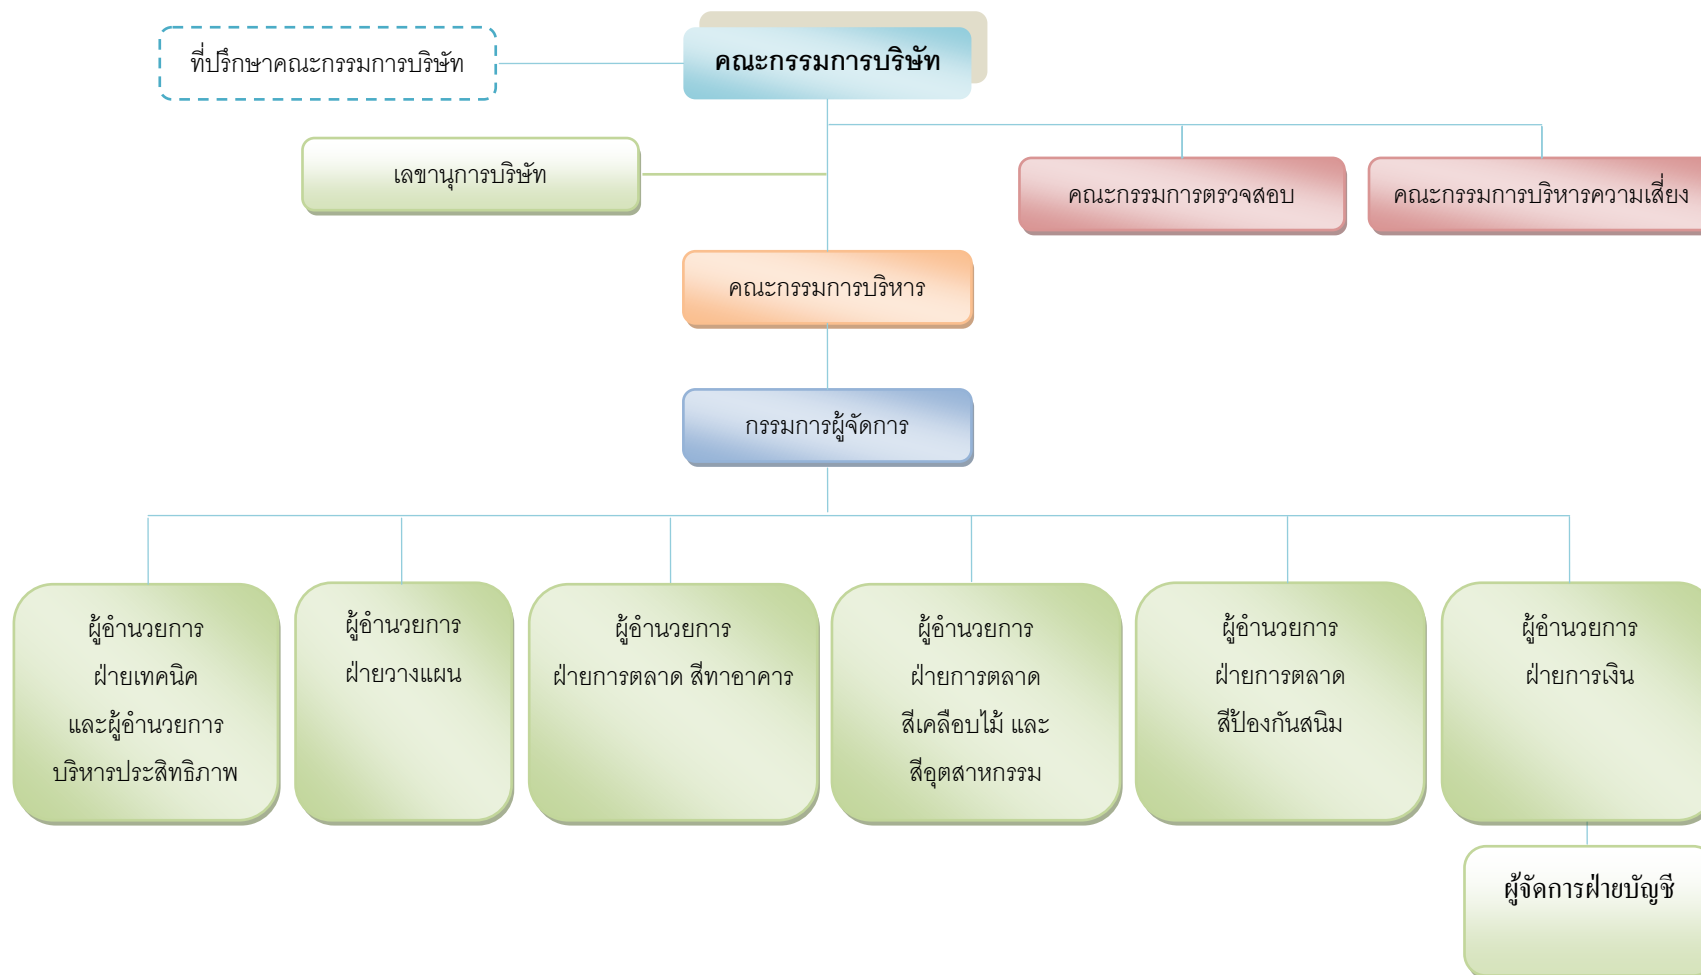 ที่ปรึกษาคณะกรรมการบริษัท
คณะกรรมการบริษัท
เลขานุการบริษัท
คณะกรรมการตรวจสอบ
คณะกรรมการบริหารความเสี่ยง
คณะกรรมการบริหาร
กรรมการผู้จัดการ
ผู้อำนวยการ
ฝ่ายเทคนิค
และผู้อำนวยการ
บริหารประสิทธิภาพ
ผู้อำนวยการ
ฝ่ายวางแผน
ผู้อำนวยการ
ฝ่ายการตลาด สีทาอาคาร
ผู้อำนวยการ
ฝ่ายการตลาด
สีเคลือบไม้ และ
สีอุตสาหกรรม
ผู้อำนวยการ
ฝ่ายการตลาด
สีป้องกันสนิม
ผู้อำนวยการ
ฝ่ายการเงิน
ผู้จัดการฝ่ายบัญชี